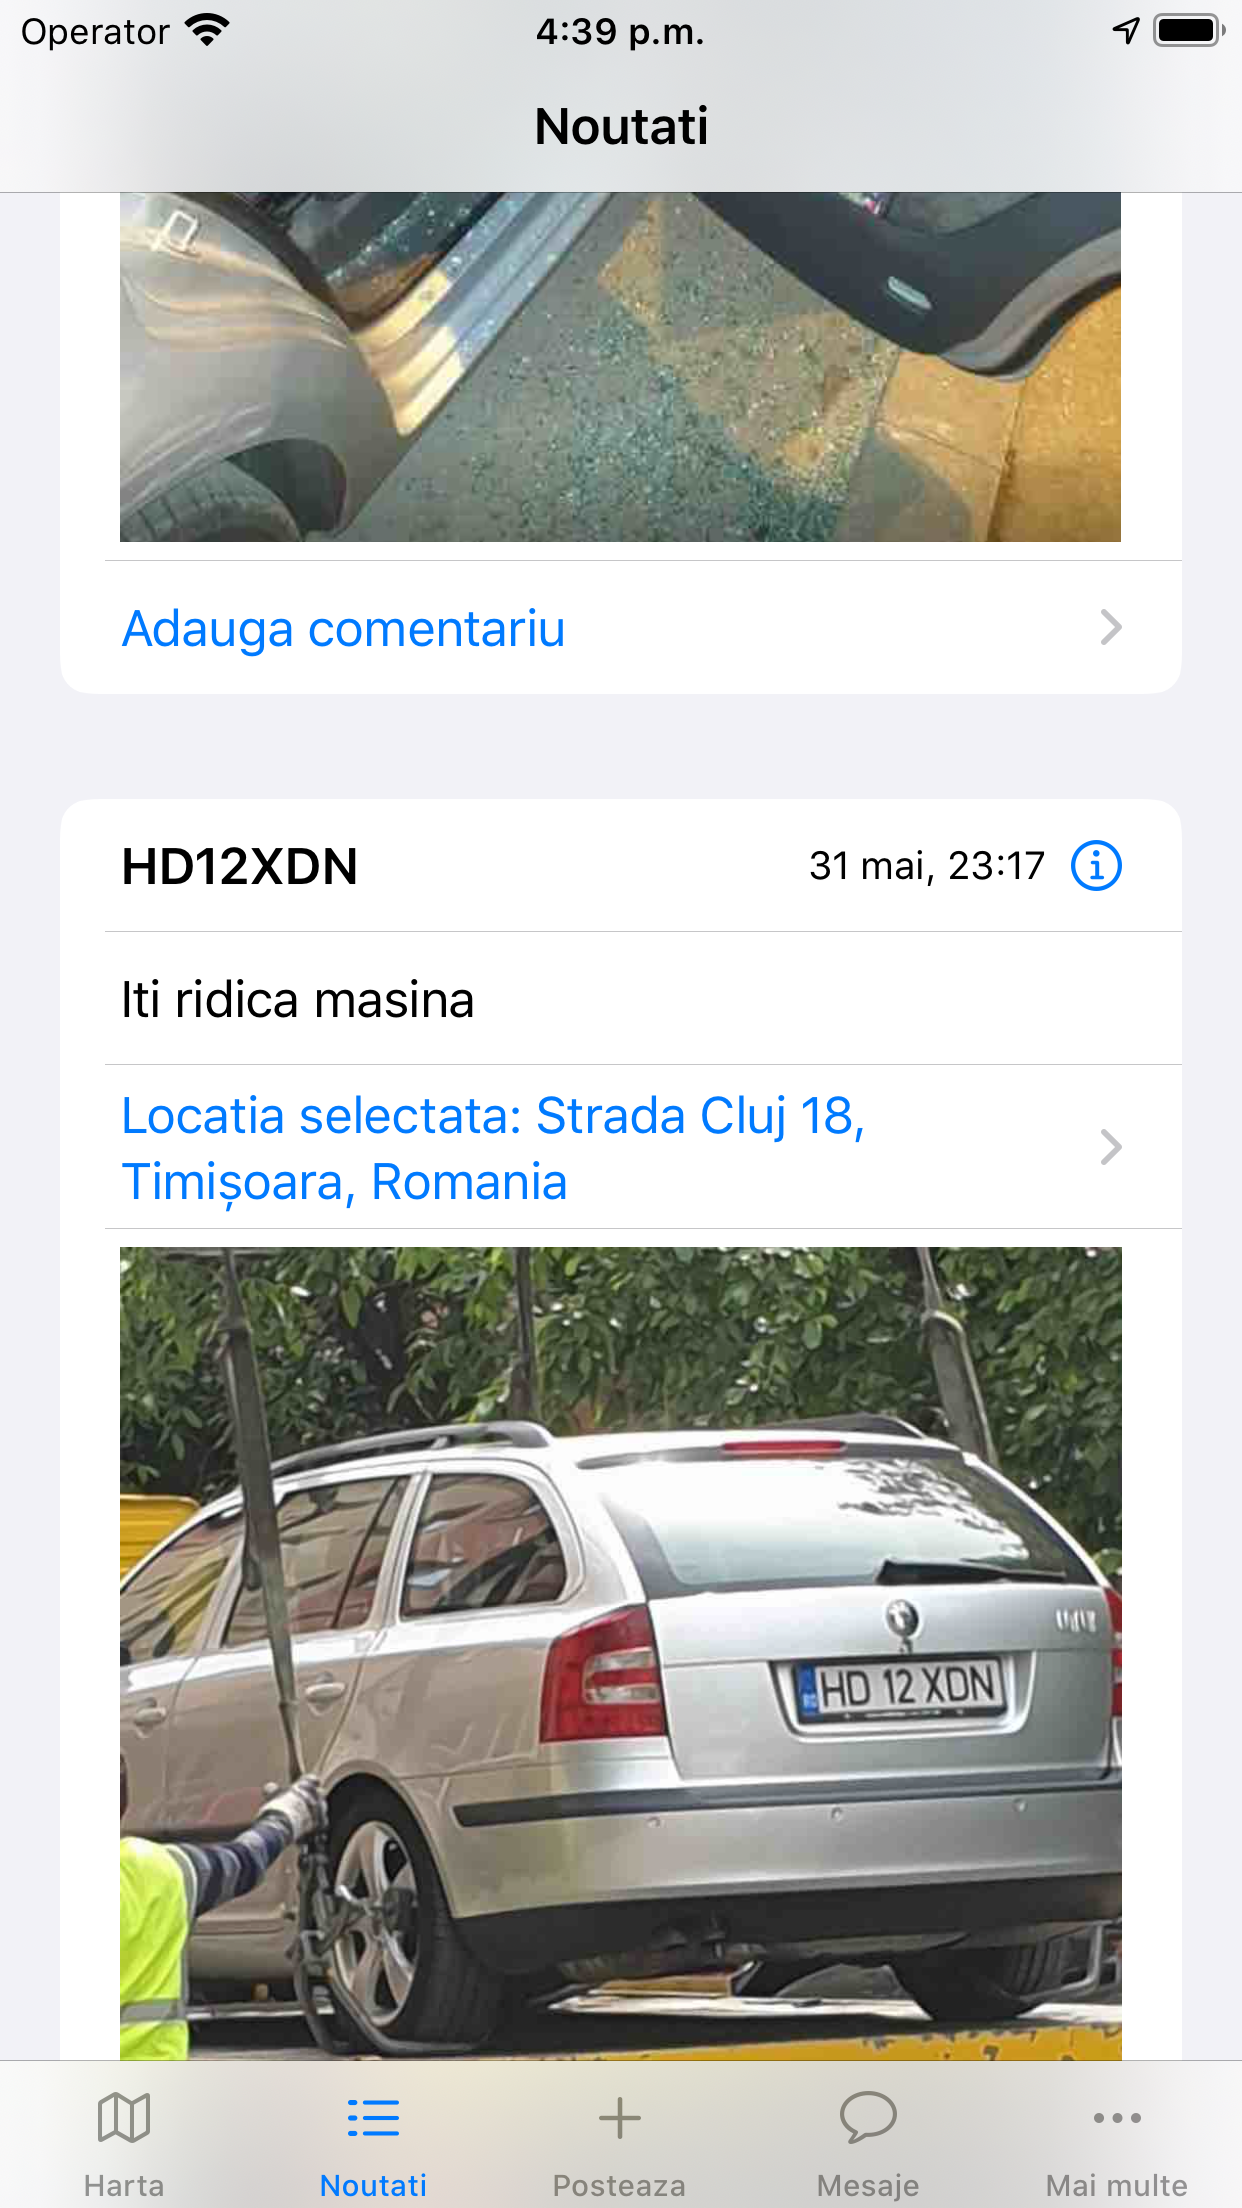 Operator 4:39 p.m.
Noutati
Adauga comentariu
HD12XDN 31 mai, 23:17
Iti ridica masina
Locatia selectata: Strada Cluj 18,
Timișoara, Romania
HD 12 XDN
Harta Noutati Posteaza Mesaje Mai multe